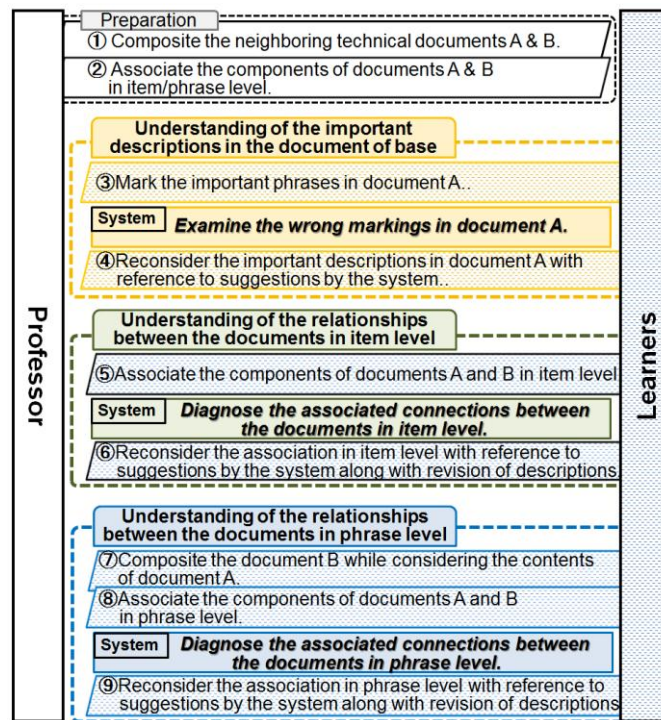 Preparation
① Composite the neighboring technical documents A & B.
② Associate the components of documents A & B
in item/phrase level.
Understanding of the important
descriptions in the document of base
③Mark the important phrases in document A..
System
Examine the wrong markings in document A.
④Reconsider the important descriptions in document A with
reference to suggestions by the system..
Understanding of the relationships
between the documents in item level
⑤Associate the components of documents A and B in item level
System
Diagnose the associated connections between
the documents in item level.
⑥Reconsider the association in item level with reference to
suggestions by the system along with revision of descriptions.
Understanding of the relationships
between the documents in phrase level
⑦Composite the document B while considering the contents
of document A.
⑧Associate the components of documents A and B
in phrase level.
System
Diagnose the associated connections between
the documents in phrase level.
⑨Reconsider the association in phrase level with reference to
suggestions by the system along with revision of descriptions
Professor
Learners